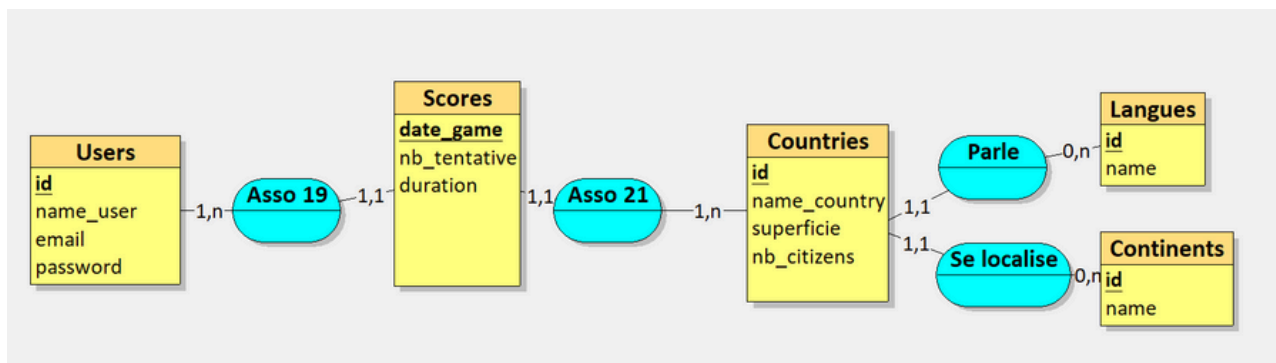 Users
id
name_user
email
password
1,n
Asso 19
1,1
Scores
date_game
nb_tentative
duration
1,1
Asso 21
1,n
Countries
id
name_country
superficie
nb_citizens
1,1
Parle
0,n
Langues
id
name
1,1
Se localise
0,n
Continents
id
name